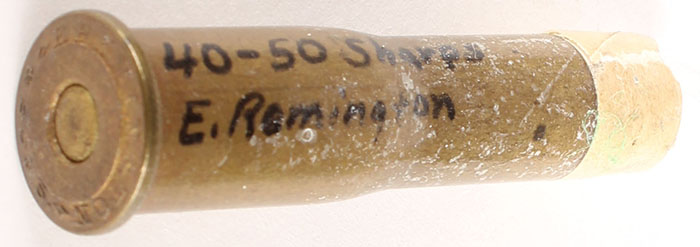 40-50 Sharps
E. Remington